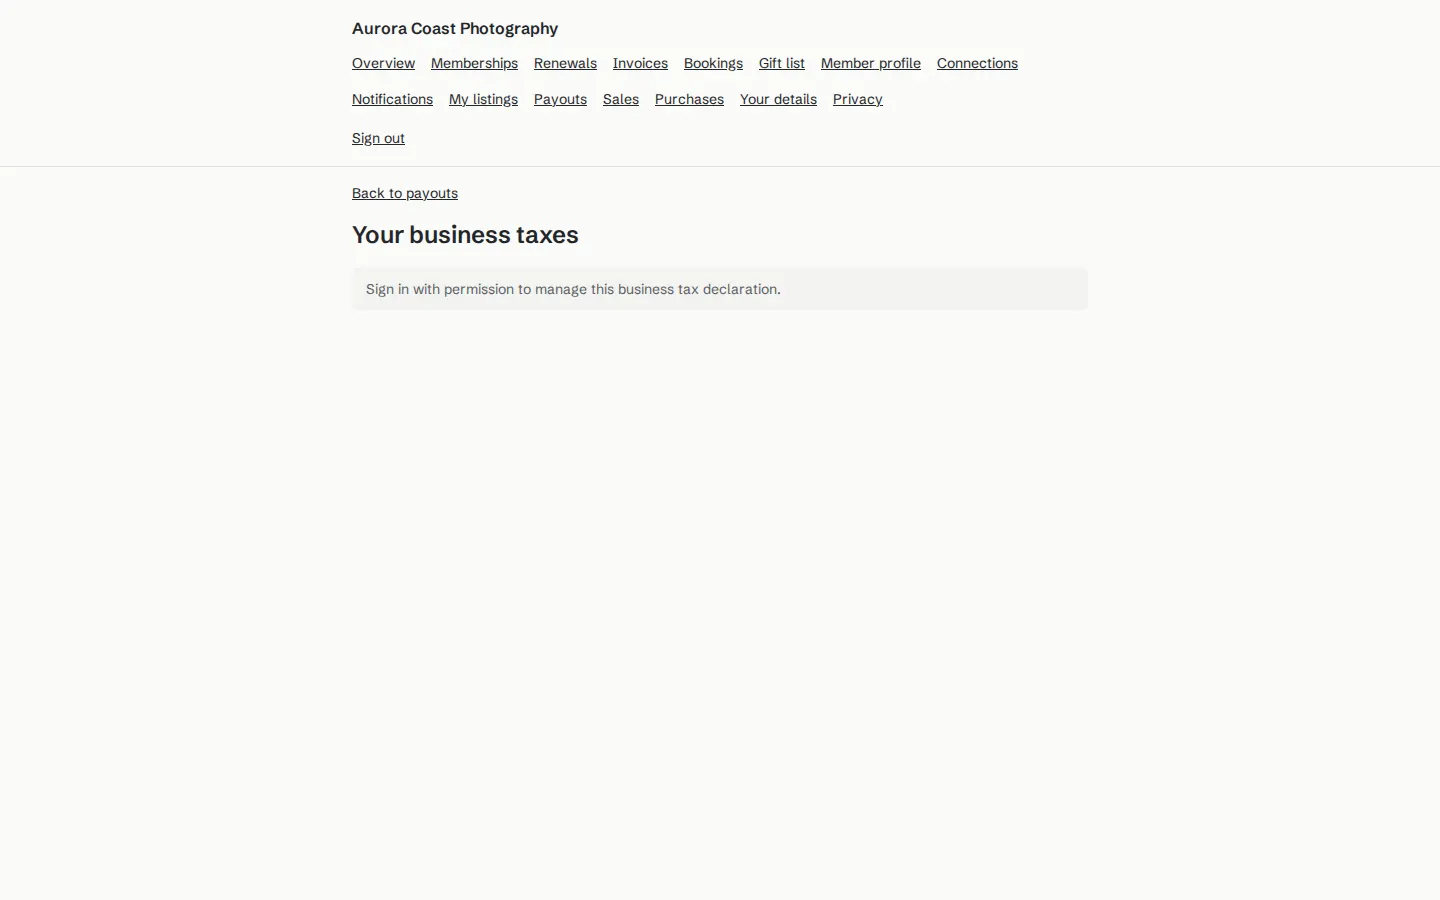 Aurora Coast Photography
Overview Memberships Renewals Invoices Bookings Gift list Member profile Connections
Notifications My listings Payouts Sales Purchases Your details Privacy
Sign out
Back to payouts
Your business taxes
Sign in with permission to manage this business tax declaration.